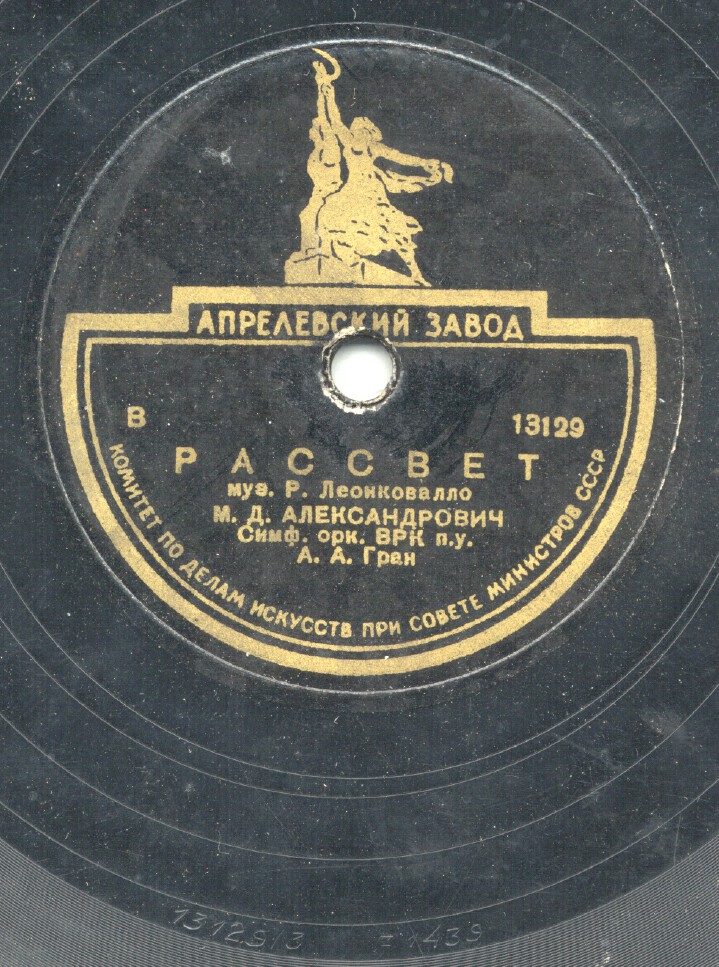 АПРЕЛЕВСКИЙ ЗАВОД
В 13129
РАССВЕТ
муз. Р. Леонковалло
М. Д. АЛЕКСАНДРОВИЧ
Симф. орк. ВРК п.у.
А. А. Гран
КОМИТЕТ ПО ДЕЛАМ ИСКУССТВ ПРИ СОВЕТЕ МИНИСТРОВ СССР
13129/3 1439